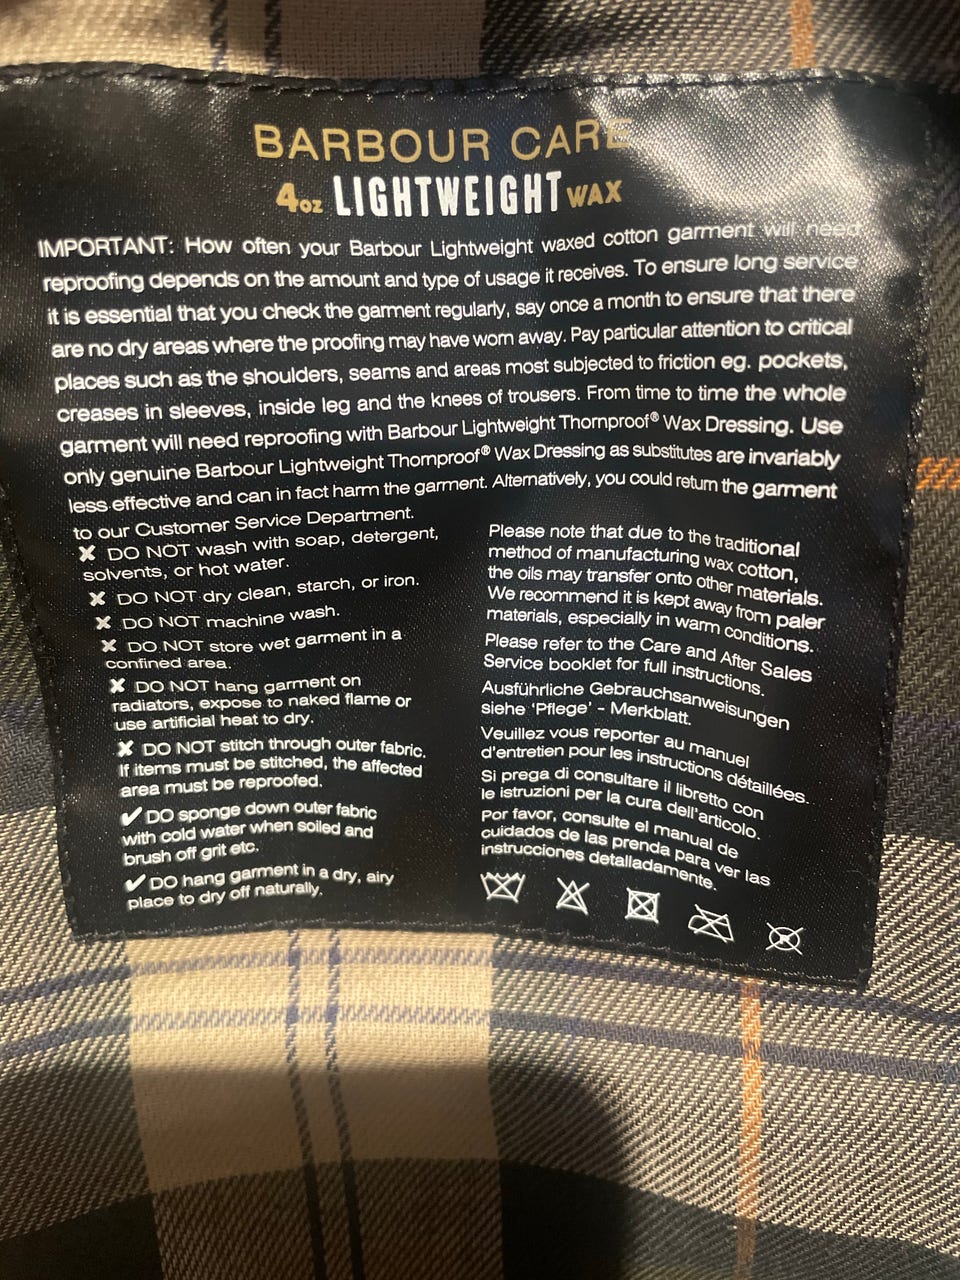 BARBOUR CARE
4oz LIGHTWEIGHT WAX
IMPORTANT: How often your Barbour Lightweight waxed cotton garment will need
reproofing depends on the amount and type of usage it receives. To ensure long service
it is essential that you check the garment regularly, say once a month to ensure that there
are no dry areas where the proofing may have worn away. Pay particular attention to critical
places such as the shoulders, seams and areas most subjected to friction eg. pockets,
creases in sleeves, inside leg and the knees of trousers. From time to time the whole
garment will need reproofing with Barbour Lightweight Thornproof® Wax Dressing. Use
only genuine Barbour Lightweight Thornproof® Wax Dressing as substitutes are invariably
less effective and can in fact harm the garment. Alternatively, you could return the garment
to our Customer Service Department.
✖ DO NOT wash with soap, detergent,
solvents, or hot water.
✖ DO NOT dry clean, starch, or iron.
✖ DO NOT machine wash.
✖ DO NOT store wet garment in a
confined area.
✖ DO NOT hang garment on
radiators, expose to naked flame or
use artificial heat to dry.
✖ DO NOT stitch through outer fabric.
If items must be stitched, the affected
area must be reproofed.
✔ DO sponge down outer fabric
with cold water when soiled and
brush off grit etc.
✔ DO hang garment in a dry, airy
place to dry off naturally.
Please note that due to the traditional
method of manufacturing wax cotton,
the oils may transfer onto other materials.
We recommend it is kept away from paler
materials, especially in warm conditions.
Please refer to the Care and After Sales
Service booklet for full instructions.
Ausführliche Gebrauchsanweisungen
siehe 'Pflege' - Merkblatt.
Veuillez vous reporter au manuel
d'entretien pour les instructions détaillées.
Si prega di consultare il libretto con
le istruzioni per la cura dell'articolo.
Por favor, consulte el manual de
cuidados de las prenda para ver las
instrucciones detalladamente.